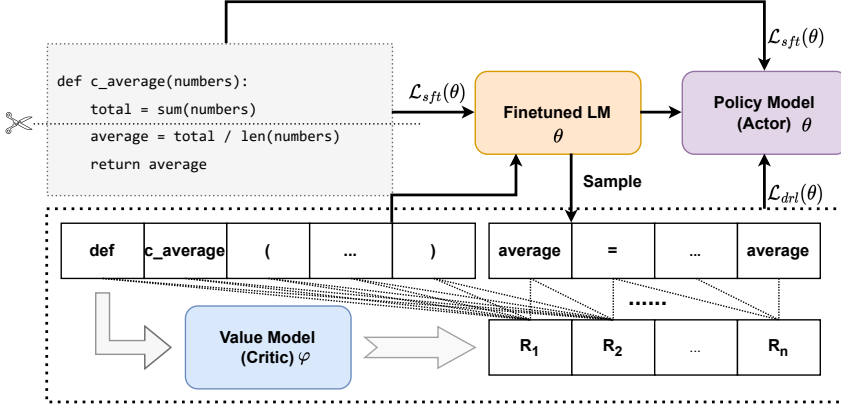 𝓛sft(θ)
def c_average(numbers):
total = sum(numbers)
average = total / len(numbers)
return average
𝓛sft(θ)
Finetuned LM
θ
Policy Model
(Actor) θ
Sample
𝓛drl(θ)
def c_average ( ... )
average = ... average
......
Value Model
(Critic) φ
R1 R2 ... Rn